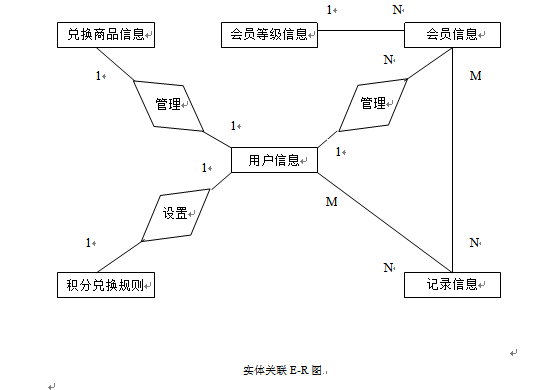 1 N
兑换商品信息 会员等级信息 会员信息
N
1 M
管理 管理
1
1
用户信息
1
M
设置
1 N
N
积分兑换规则 记录信息
实体关联 E-R 图.